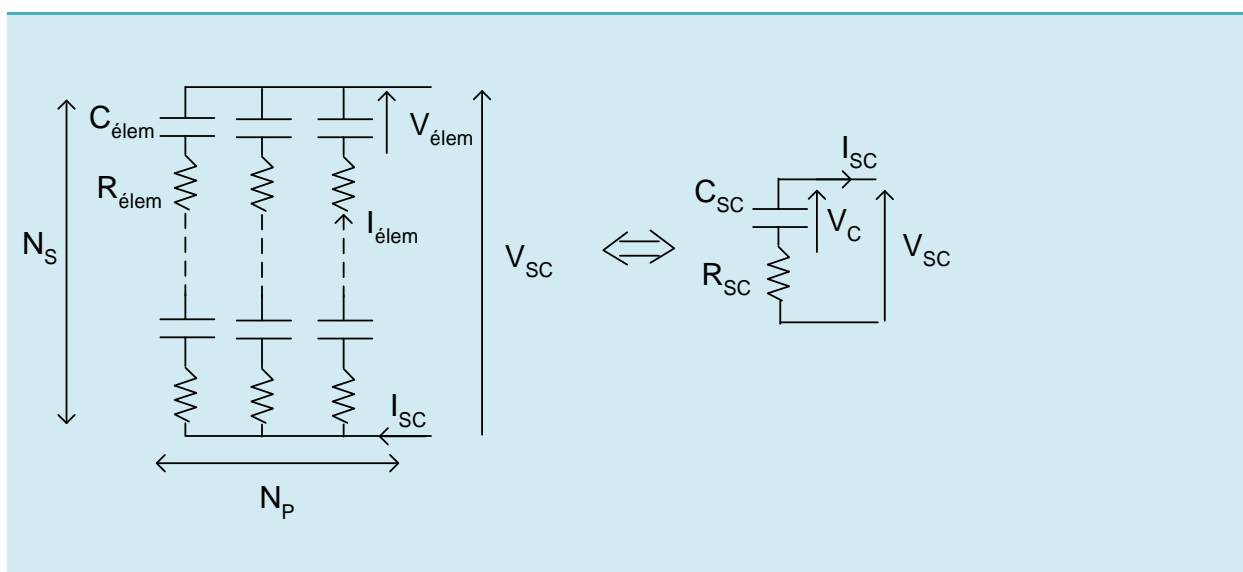 C_élem
V_élem
R_élem
I_élem
N_S
V_SC
I_SC
N_P
I_SC
C_SC
V_C
V_SC
R_SC